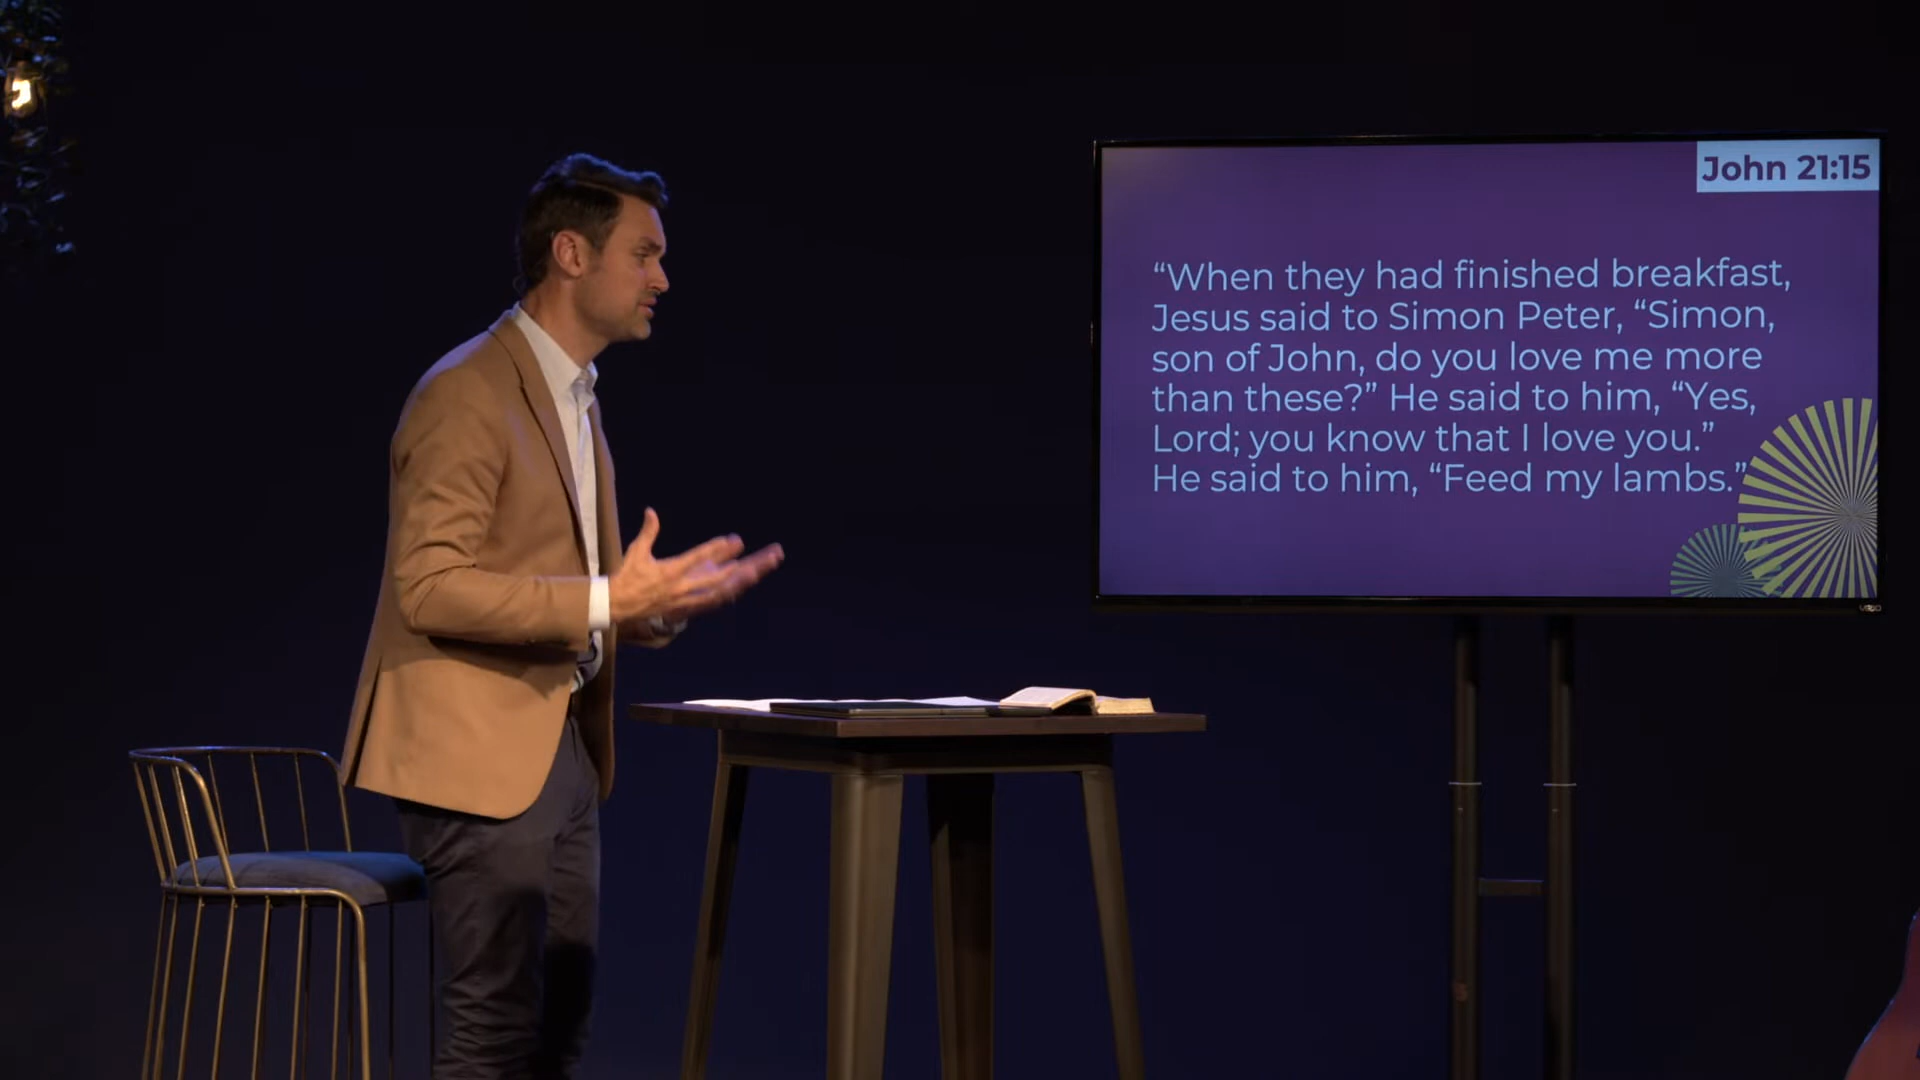 John 21:15
“When they had finished breakfast,
Jesus said to Simon Peter, “Simon,
son of John, do you love me more
than these?” He said to him, “Yes,
Lord; you know that I love you.”
He said to him, “Feed my lambs.”